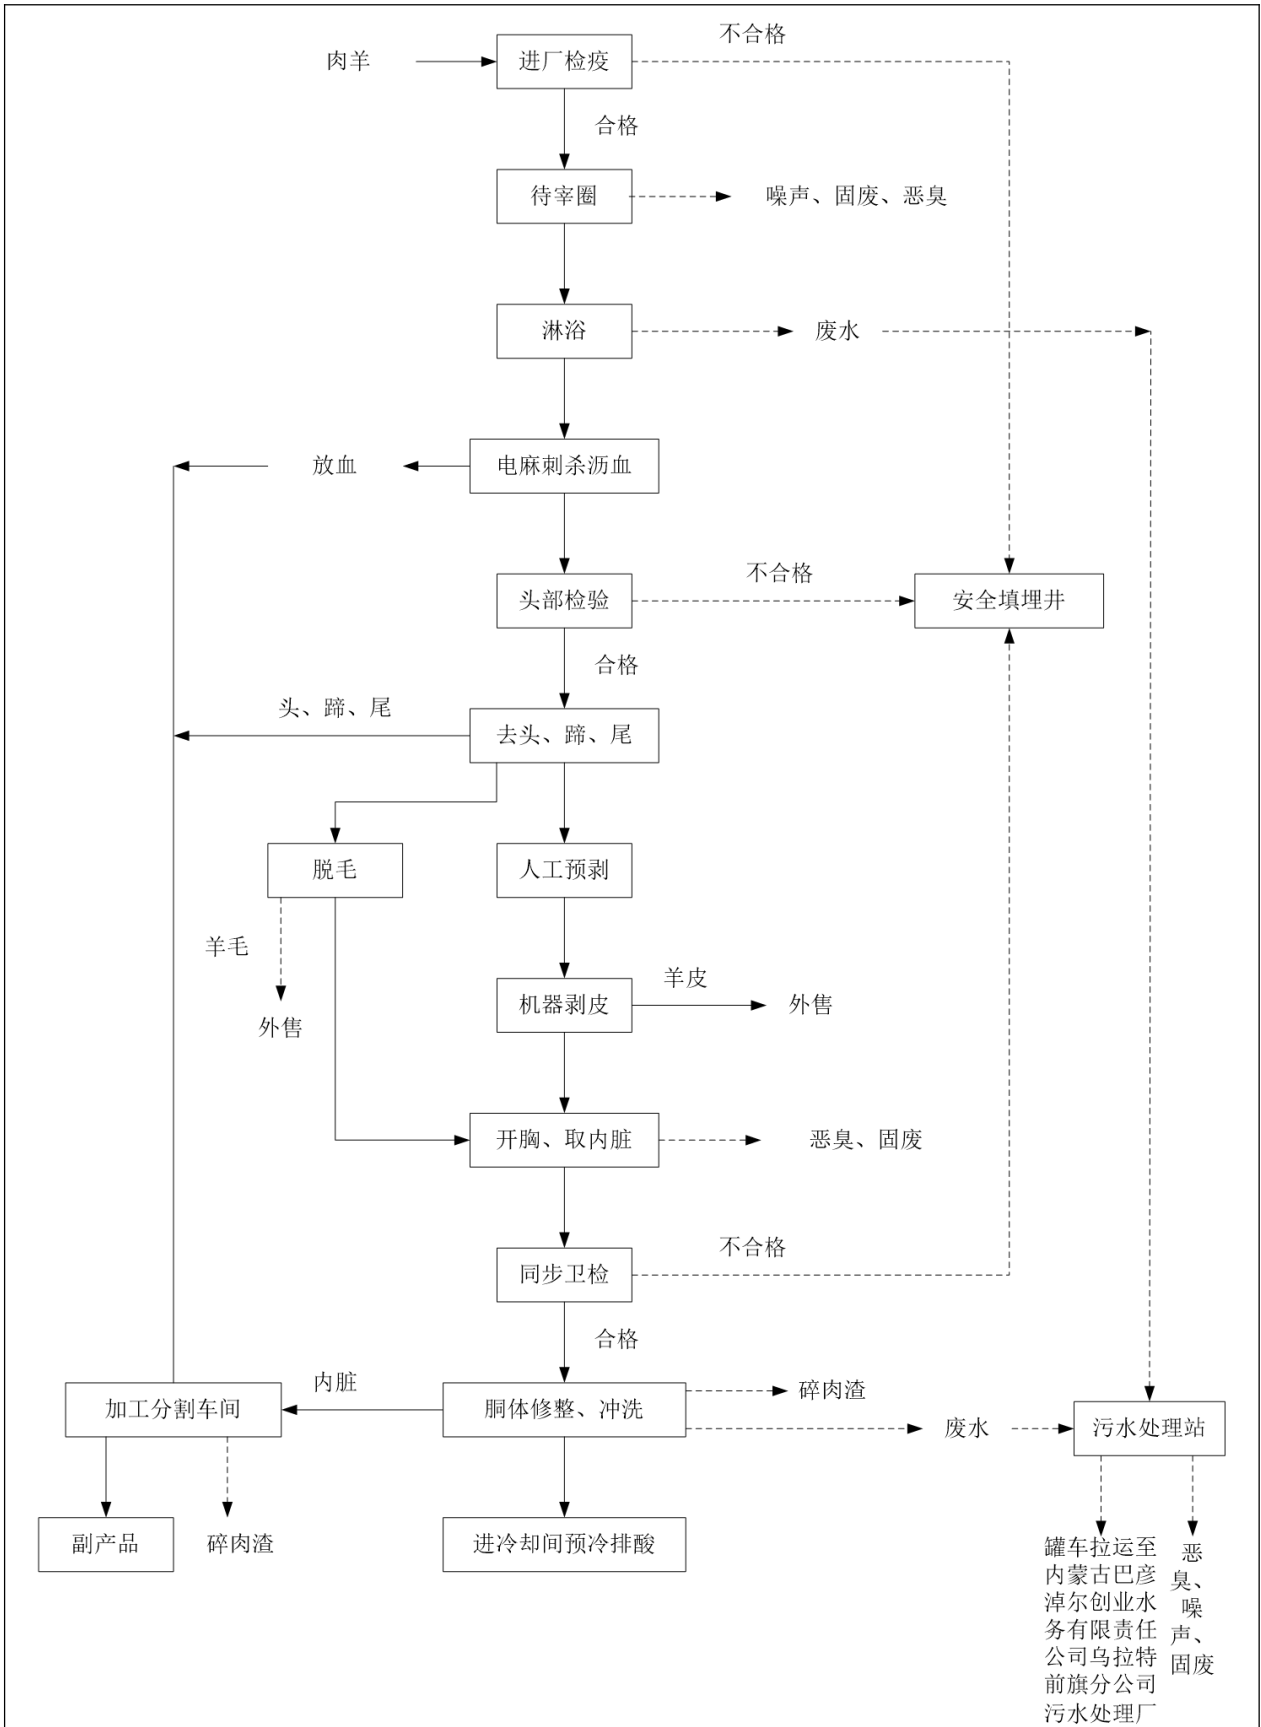 不合格
肉羊
进厂检疫
合格
待宰圈
噪声、固废、恶臭
淋浴
废水
放血
电麻刺杀沥血
不合格
头部检验
安全填埋井
合格
头、蹄、尾
去头、蹄、尾
脱毛
人工预剥
羊毛
羊皮
机器剥皮
外售
外售
开胸、取内脏
恶臭、固废
不合格
同步卫检
合格
内脏
碎肉渣
加工分割车间
胴体修整、冲洗
废水
污水处理站
副产品
碎肉渣
进冷却间预冷排酸
罐车拉运至
内蒙古巴彦
淖尔创业水
务有限责任
公司乌拉特
前旗分公司
污水处理厂
恶
臭、
噪
声、
固废